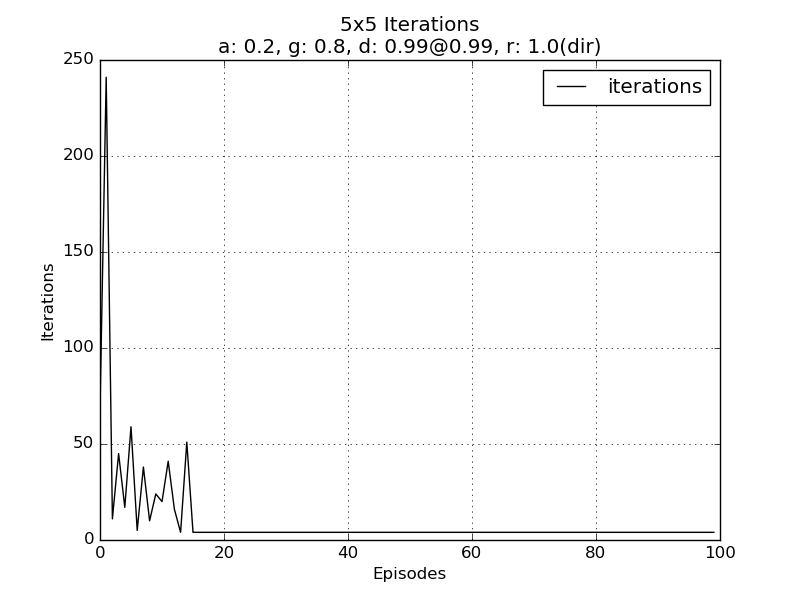 5x5 Iterations
a: 0.2, g: 0.8, d: 0.99@0.99, r: 1.0(dir)
iterations
250
200
150
100
50
0
Iterations
0 20 40 60 80 100
Episodes